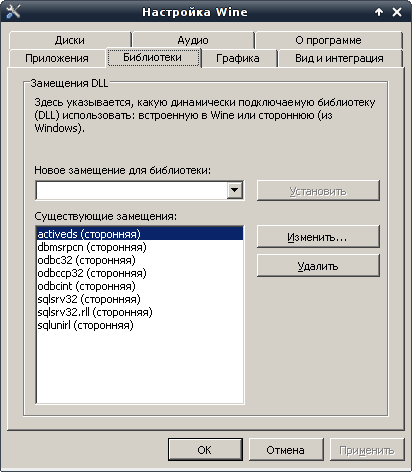 Настройка Wine
Диски Аудио О программе
Приложения Библиотеки Графика Вид и интеграция
Замещения DLL
Здесь указывается, какую динамически подключаемую библиотеку
(DLL) использовать: встроенную в Wine или стороннюю (из
Windows).
Новое замещение для библиотеки:
Установить
Существующие замещения:
activeds (сторонняя)
dbmsrpcn (сторонняя)
odbc32 (сторонняя)
odbccp32 (сторонняя)
odbcint (сторонняя)
sqlsrv32 (сторонняя)
sqlsrv32.rll (сторонняя)
sqlunirl (сторонняя)
Изменить...
Удалить
OK Отмена Применить